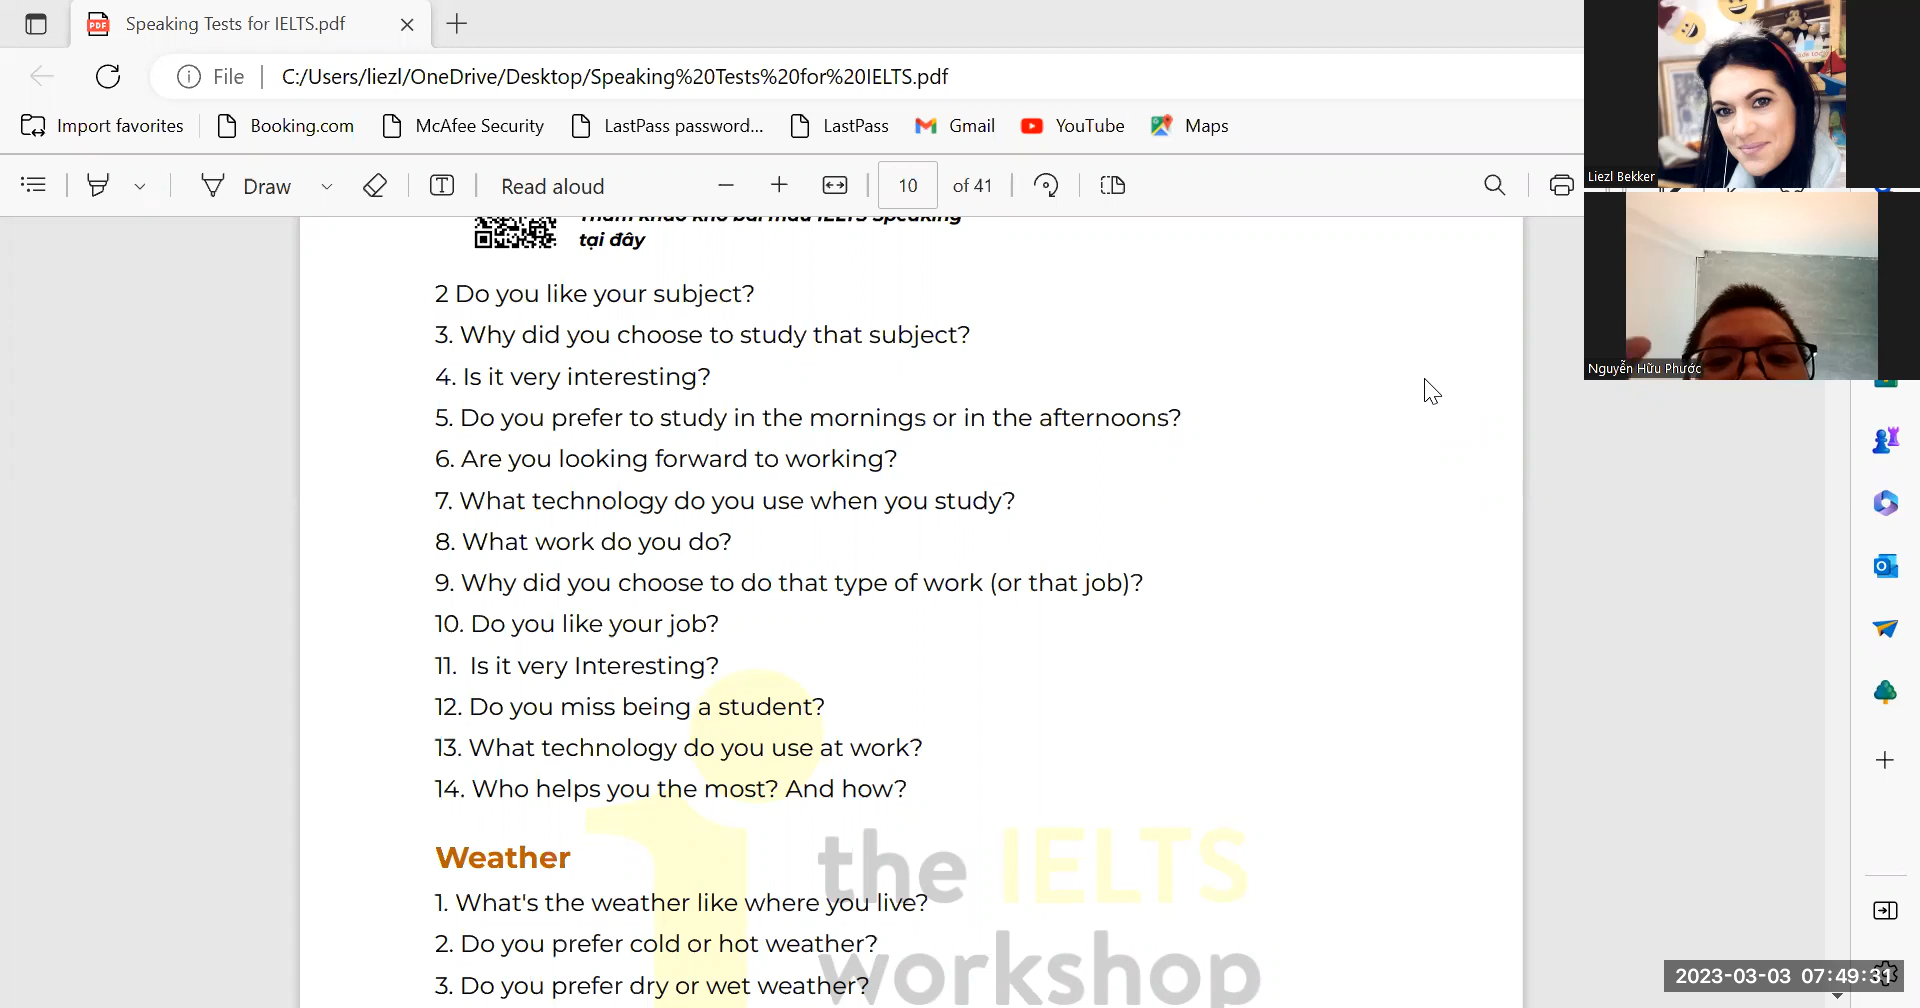 Speaking Tests for IELTS.pdf
File
C:/Users/liezl/OneDrive/Desktop/Speaking%20Tests%20for%20IELTS.pdf
Import favorites
Booking.com
McAfee Security
LastPass password...
LastPass
Gmail
YouTube
Maps
Draw
Read aloud
10 of 41
Liezl Bekker
Nguyễn Hữu Phước
Tham khảo kho bài mẫu IELTS Speaking
tại đây
2 Do you like your subject?
3. Why did you choose to study that subject?
4. Is it very interesting?
5. Do you prefer to study in the mornings or in the afternoons?
6. Are you looking forward to working?
7. What technology do you use when you study?
8. What work do you do?
9. Why did you choose to do that type of work (or that job)?
10. Do you like your job?
11. Is it very Interesting?
12. Do you miss being a student?
13. What technology do you use at work?
14. Who helps you the most? And how?
Weather
1. What's the weather like where you live?
2. Do you prefer cold or hot weather?
3. Do you prefer dry or wet weather?
the IELTS
workshop
2023-03-03 07:49:31